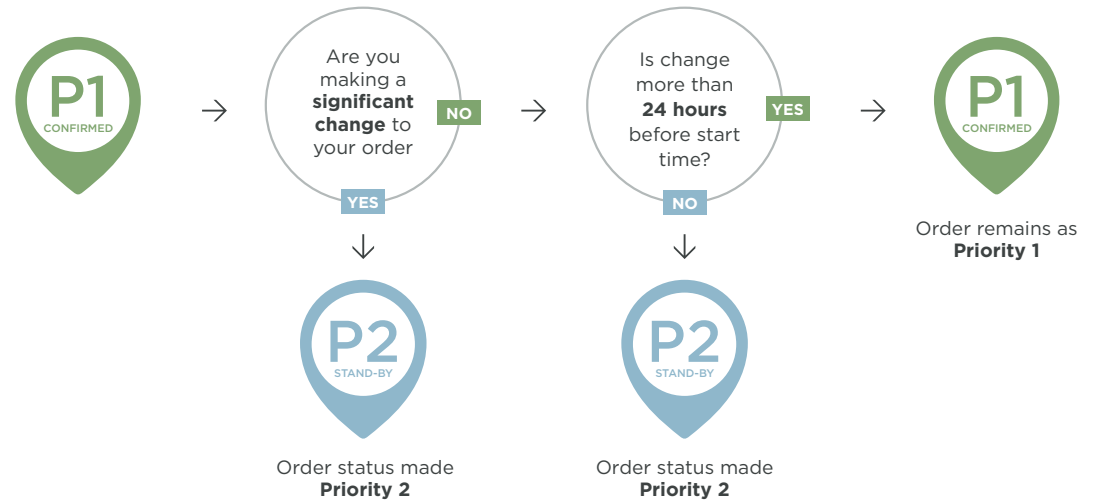 P1
CONFIRMED
Are you
making a
significant
change to
your order
NO
YES
Is change
more than
24 hours
before start
time?
YES
NO
P1
CONFIRMED
Order remains as
Priority 1
P2
STAND-BY
Order status made
Priority 2
P2
STAND-BY
Order status made
Priority 2